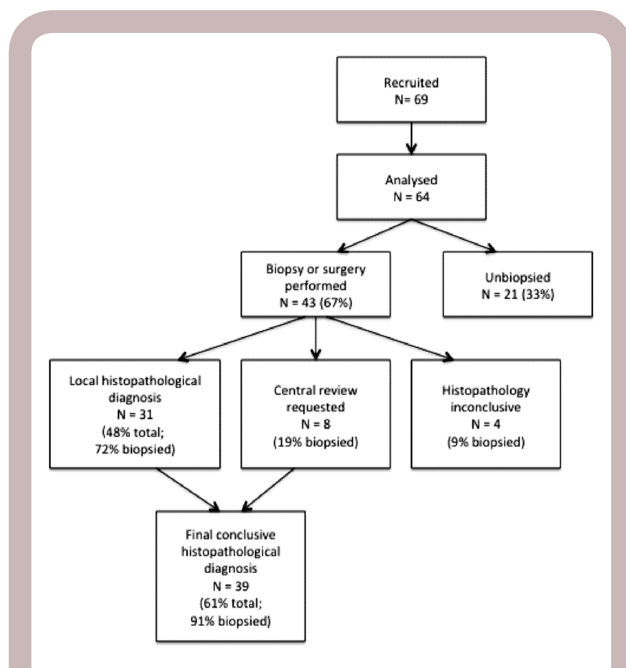 Recruited
N= 69
Analysed
N = 64
Biopsy or surgery
performed
N = 43 (67%)
Unbiopsied
N = 21 (33%)
Local histopathological
diagnosis
N = 31
(48% total;
72% biopsied)
Central review
requested
N = 8
(19% biopsied)
Histopathology
inconclusive
N = 4
(9% biopsied)
Final conclusive
histopathological
diagnosis
N = 39
(61% total;
91% biopsied)